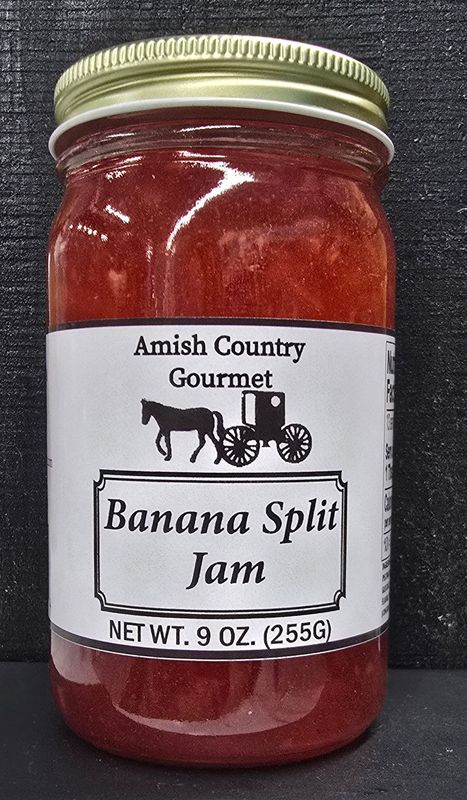 Amish Country
Gourmet
Banana Split
Jam
NET WT. 9 OZ. (255G)